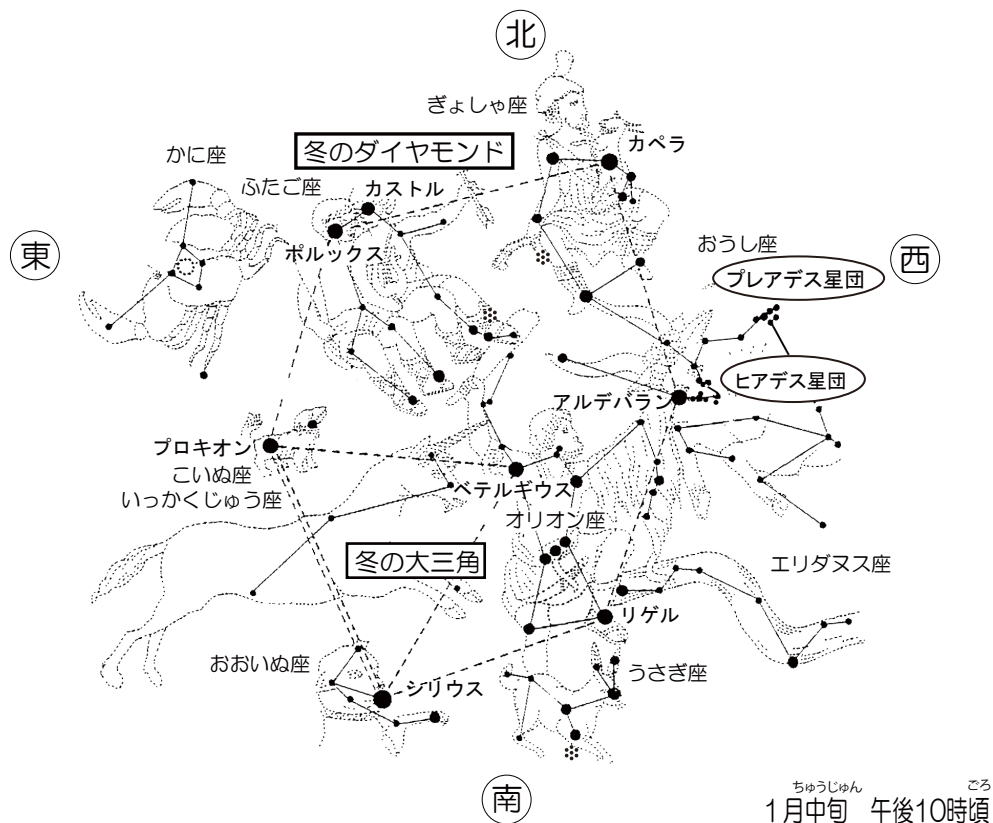 北
ぎょしゃ座
カペラ
冬のダイヤモンド
かに座
ふたご座
カストル
ポルックス
東
おうし座
西
プレアデス星団
ヒアデス星団
アルデバラン
プロキオン
こいぬ座
いっかくじゅう座
ベテルギウス
オリオン座
冬の大三角
エリダヌス座
リゲル
おおいぬ座
シリウス
うさぎ座
南
ちゅうじゅん ごろ
1月中旬 午後10時頃